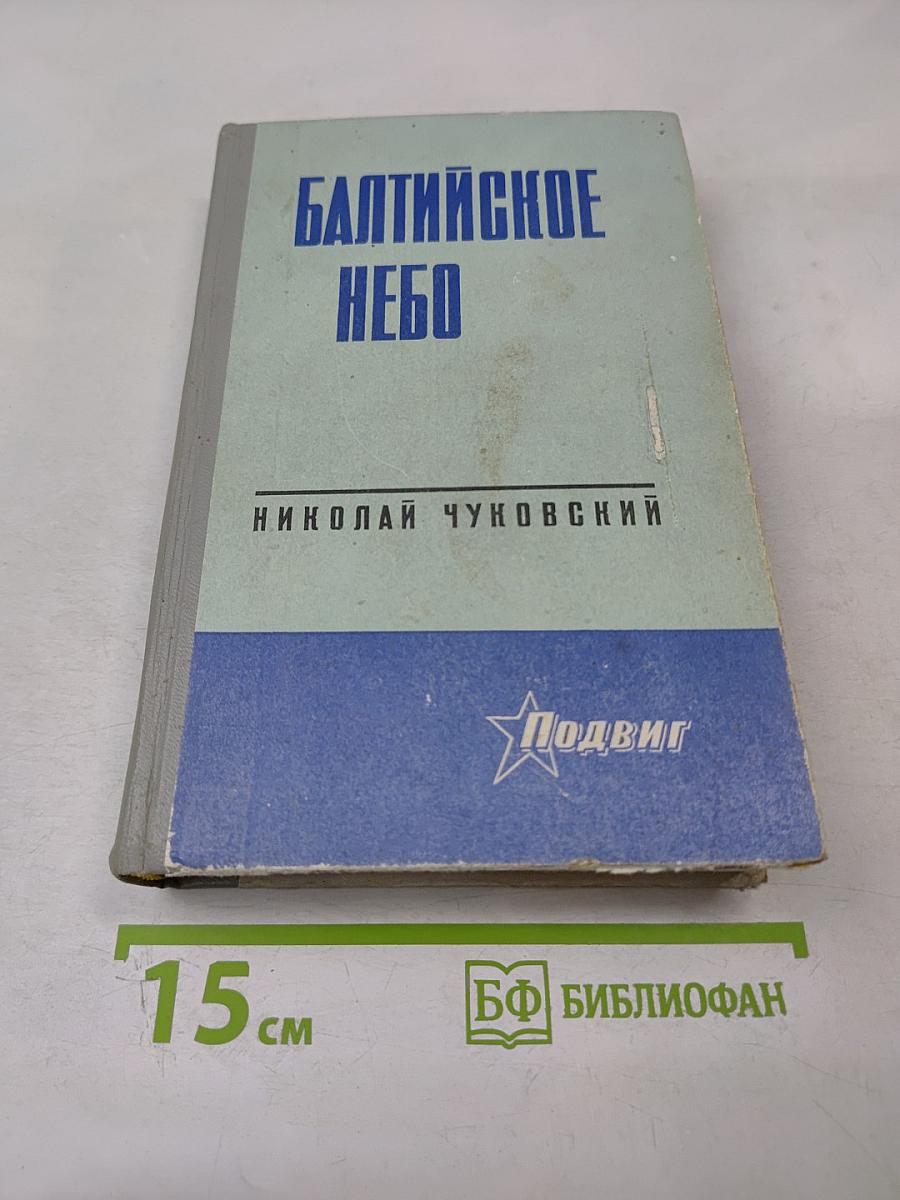 БАЛТИЙСКОЕ
НЕБО
НИКОЛАЙ ЧУКОВСКИЙ
Подвиг
15 см
БФ БИБЛИОФАН